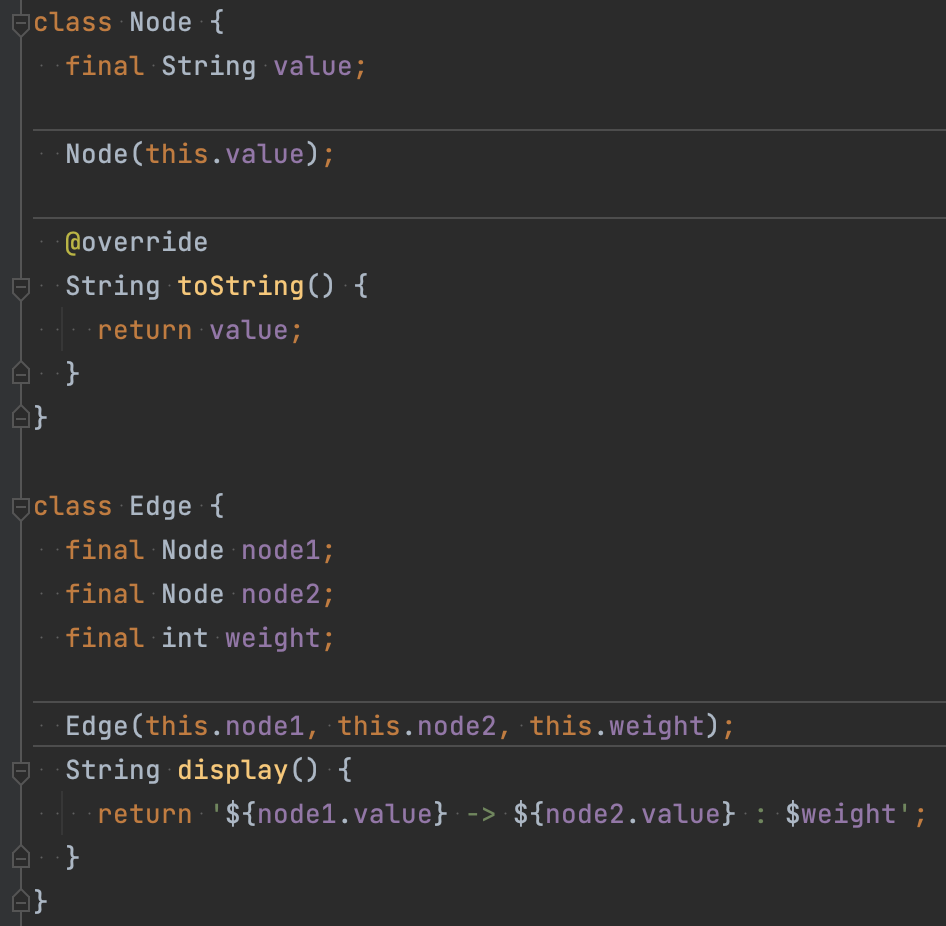 class Node {
  final String value;

  Node(this.value);

  @override
  String toString() {
    return value;
  }
}

class Edge {
  final Node node1;
  final Node node2;
  final int weight;

  Edge(this.node1, this.node2, this.weight);
  String display() {
    return '${node1.value} -> ${node2.value} : $weight';
  }
}